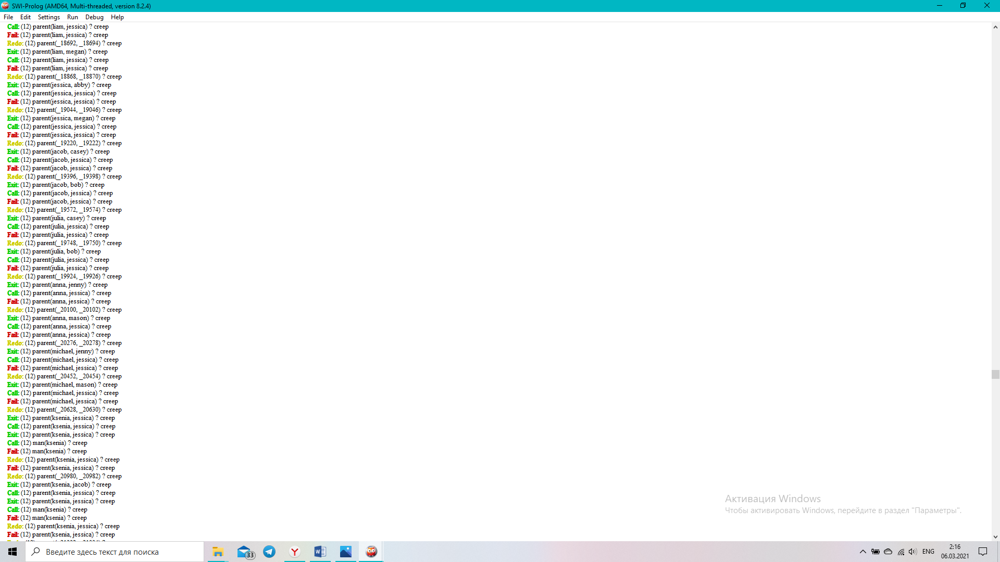 SWI-Prolog (AMD64, Multi-threaded, version 8.2.4)
File Edit Settings Run Debug Help
Call: (12) parent(liam, jessica) ? creep
Fail: (12) parent(liam, jessica) ? creep
Redo: (12) parent(_18692, _18694) ? creep
Exit: (12) parent(liam, megan) ? creep
Call: (12) parent(liam, jessica) ? creep
Fail: (12) parent(liam, jessica) ? creep
Redo: (12) parent(_18868, _18870) ? creep
Exit: (12) parent(jessica, abby) ? creep
Call: (12) parent(jessica, jessica) ? creep
Fail: (12) parent(jessica, jessica) ? creep
Redo: (12) parent(_19044, _19046) ? creep
Exit: (12) parent(jessica, megan) ? creep
Call: (12) parent(jessica, jessica) ? creep
Fail: (12) parent(jessica, jessica) ? creep
Redo: (12) parent(_19220, _19222) ? creep
Exit: (12) parent(jacob, casey) ? creep
Call: (12) parent(jacob, jessica) ? creep
Fail: (12) parent(jacob, jessica) ? creep
Redo: (12) parent(_19396, _19398) ? creep
Exit: (12) parent(jacob, bob) ? creep
Call: (12) parent(jacob, jessica) ? creep
Fail: (12) parent(jacob, jessica) ? creep
Redo: (12) parent(_19572, _19574) ? creep
Exit: (12) parent(julia, casey) ? creep
Call: (12) parent(julia, jessica) ? creep
Fail: (12) parent(julia, jessica) ? creep
Redo: (12) parent(_19748, _19750) ? creep
Exit: (12) parent(julia, bob) ? creep
Call: (12) parent(julia, jessica) ? creep
Fail: (12) parent(julia, jessica) ? creep
Redo: (12) parent(_19924, _19926) ? creep
Exit: (12) parent(anna, jenny) ? creep
Call: (12) parent(anna, jessica) ? creep
Fail: (12) parent(anna, jessica) ? creep
Redo: (12) parent(_20100, _20102) ? creep
Exit: (12) parent(anna, mason) ? creep
Call: (12) parent(anna, jessica) ? creep
Fail: (12) parent(anna, jessica) ? creep
Redo: (12) parent(_20276, _20278) ? creep
Exit: (12) parent(michael, jenny) ? creep
Call: (12) parent(michael, jessica) ? creep
Fail: (12) parent(michael, jessica) ? creep
Redo: (12) parent(_20452, _20454) ? creep
Exit: (12) parent(michael, mason) ? creep
Call: (12) parent(michael, jessica) ? creep
Fail: (12) parent(michael, jessica) ? creep
Redo: (12) parent(_20628, _20630) ? creep
Exit: (12) parent(ksenia, jessica) ? creep
Call: (12) parent(ksenia, jessica) ? creep
Exit: (12) parent(ksenia, jessica) ? creep
Call: (12) man(ksenia) ? creep
Fail: (12) man(ksenia) ? creep
Redo: (12) parent(ksenia, jessica) ? creep
Fail: (12) parent(ksenia, jessica) ? creep
Redo: (12) parent(_20980, _20982) ? creep
Exit: (12) parent(ksenia, jacob) ? creep
Call: (12) parent(ksenia, jessica) ? creep
Exit: (12) parent(ksenia, jessica) ? creep
Call: (12) man(ksenia) ? creep
Fail: (12) man(ksenia) ? creep
Redo: (12) parent(ksenia, jessica) ? creep
Fail: (12) parent(ksenia, jessica) ? creep
Активация Windows
Чтобы активировать Windows, перейдите в раздел "Параметры".
Введите здесь текст для поиска
33
ENG
2:16
06.03.2021